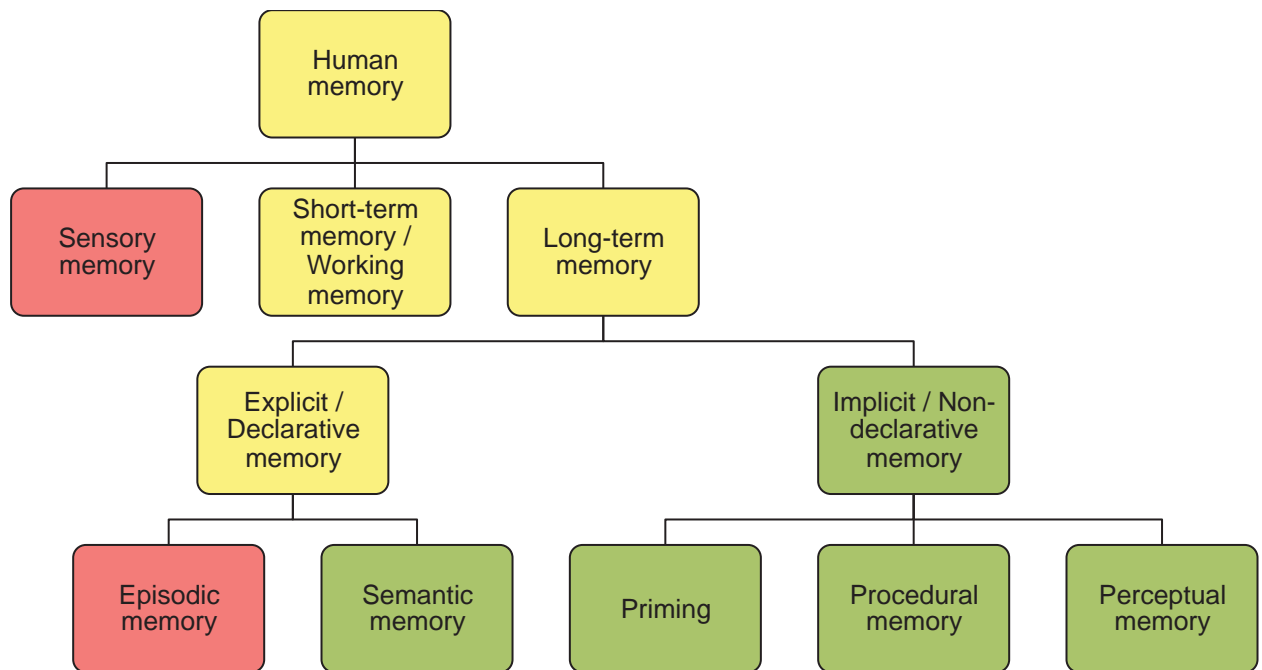 Human
memory
Sensory
memory
Short-term
memory /
Working
memory
Long-term
memory
Explicit /
Declarative
memory
Implicit / Non-
declarative
memory
Episodic
memory
Semantic
memory
Priming
Procedural
memory
Perceptual
memory